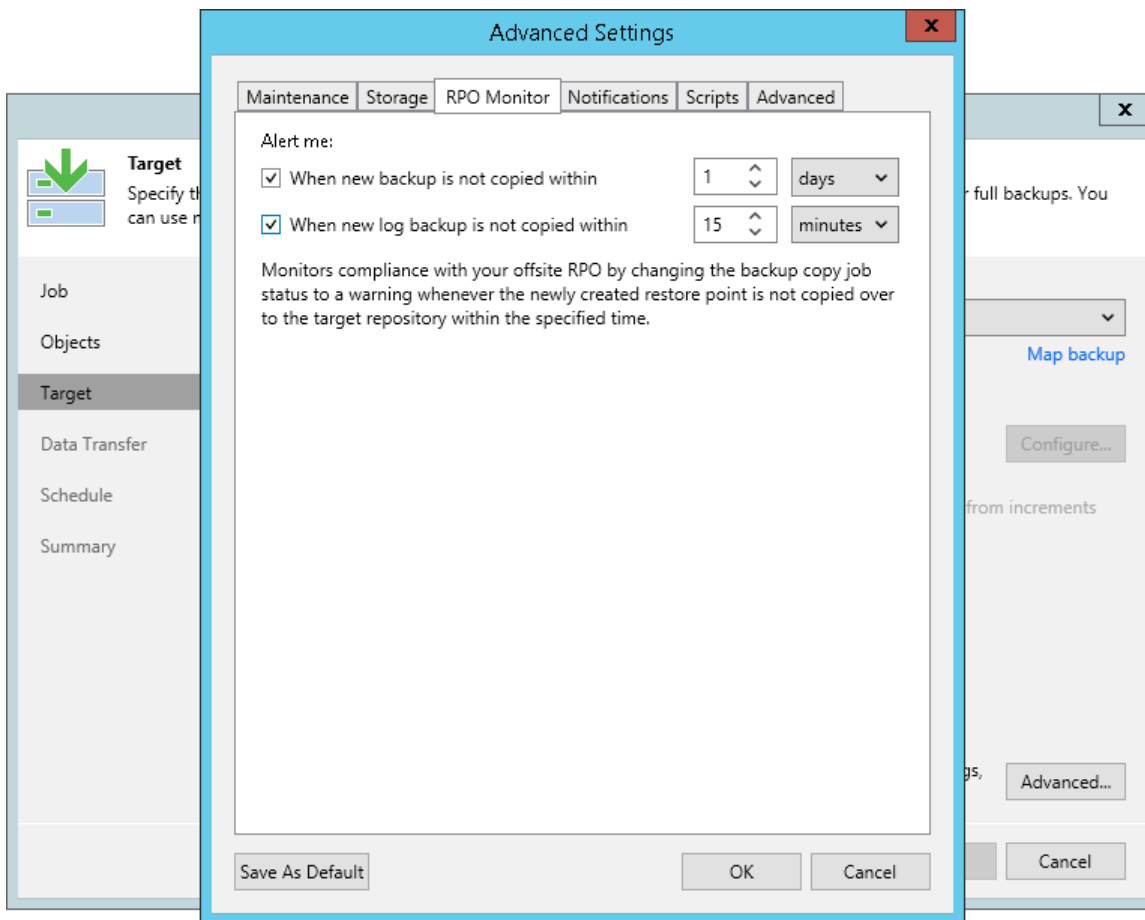 Advanced Settings
x
x
Maintenance Storage RPO Monitor Notifications Scripts Advanced
Alert me:
When new backup is not copied within 1 days
When new log backup is not copied within 15 minutes
Monitors compliance with your offsite RPO by changing the backup copy job
status to a warning whenever the newly created restore point is not copied over
to the target repository within the specified time.
Save As Default OK Cancel
Target
Specify
can use
full backups. You
Job
Objects
Target
Data Transfer
Schedule
Summary
Map backup
Configure...
from increments
Advanced...
Cancel